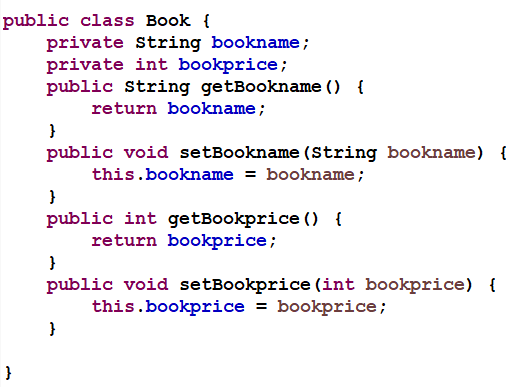 public class Book {
    private String bookname;
    private int bookprice;
    public String getBookname() {
        return bookname;
    }
    public void setBookname(String bookname) {
        this.bookname = bookname;
    }
    public int getBookprice() {
        return bookprice;
    }
    public void setBookprice(int bookprice) {
        this.bookprice = bookprice;
    }

}